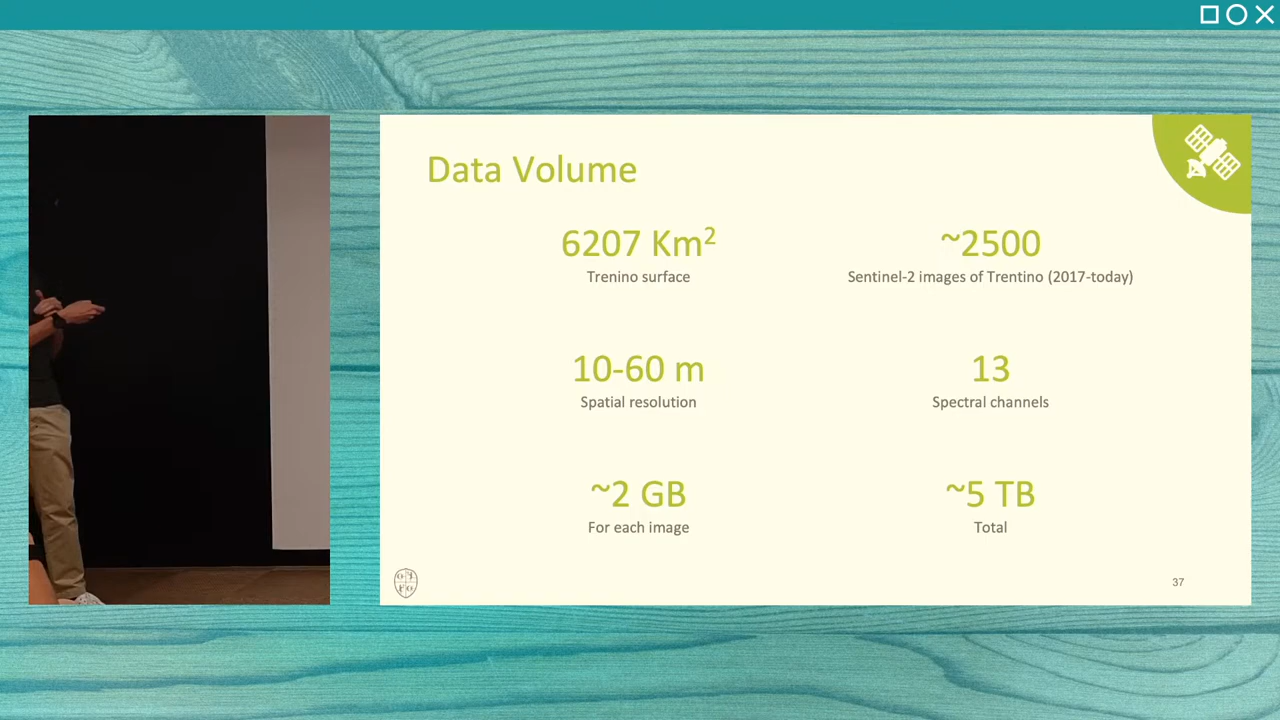 Data Volume
6207 Km²
Trenino surface
~2500
Sentinel-2 images of Trentino (2017-today)
10-60 m
Spatial resolution
13
Spectral channels
~2 GB
For each image
~5 TB
Total
37